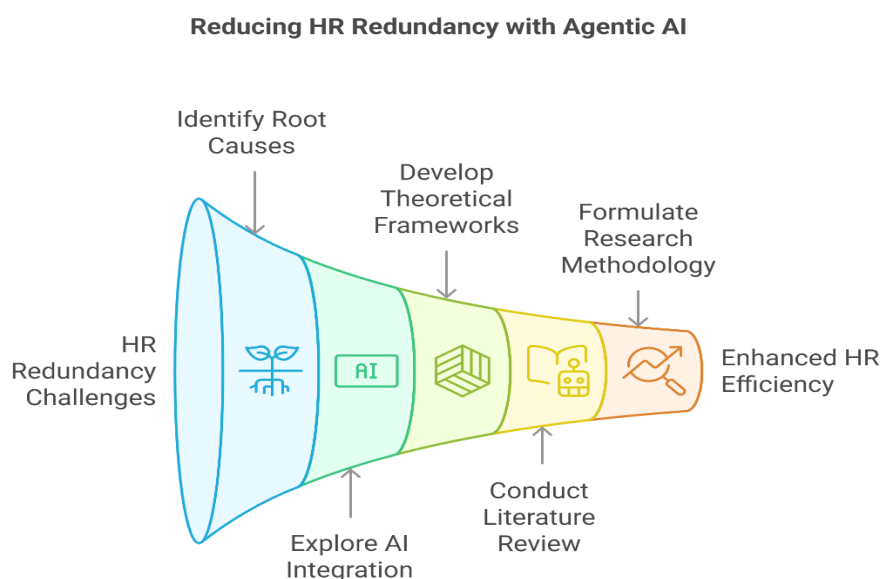 Reducing HR Redundancy with Agentic AI
Identify Root
Causes
Develop
Theoretical
Frameworks
Formulate
Research
Methodology
HR
Redundancy
Challenges
AI
Enhanced HR
Efficiency
Conduct
Literature
Review
Explore AI
Integration